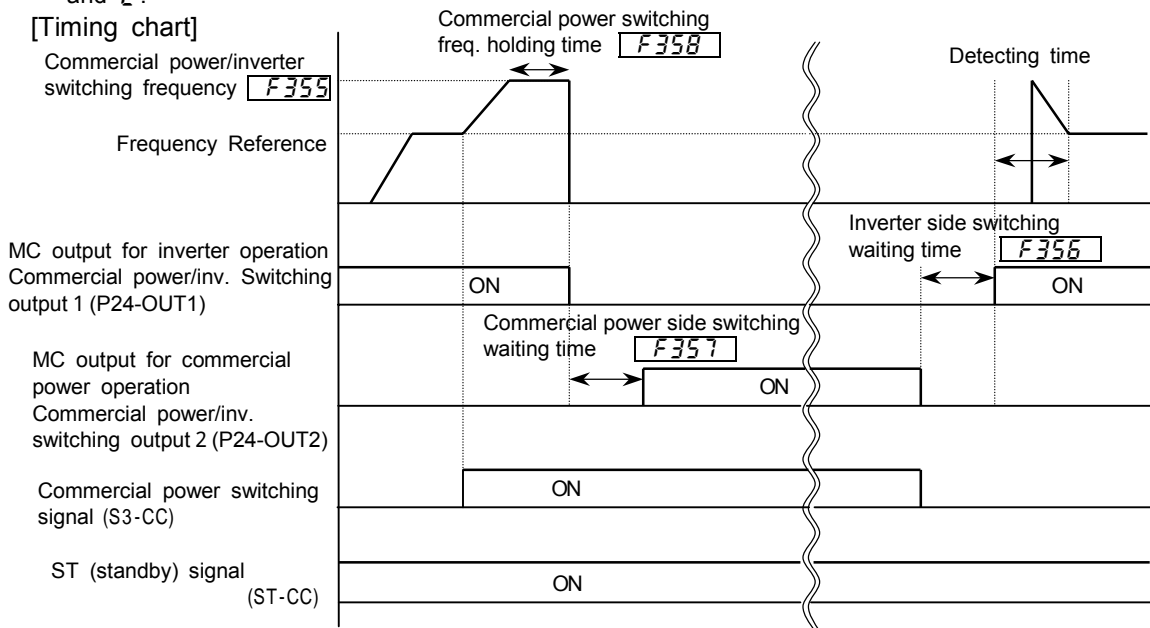 [Timing chart]
Commercial power switching
freq. holding time F358
Commercial power/inverter
switching frequency F355
Detecting time
Frequency Reference
Inverter side switching
waiting time F356
MC output for inverter operation
Commercial power/inv. Switching
output 1 (P24-OUT1)
ON
ON
Commercial power side switching
waiting time F357
MC output for commercial
power operation
Commercial power/inv.
switching output 2 (P24-OUT2)
ON
Commercial power switching
signal (S3-CC)
ON
ST (standby) signal
(ST-CC)
ON